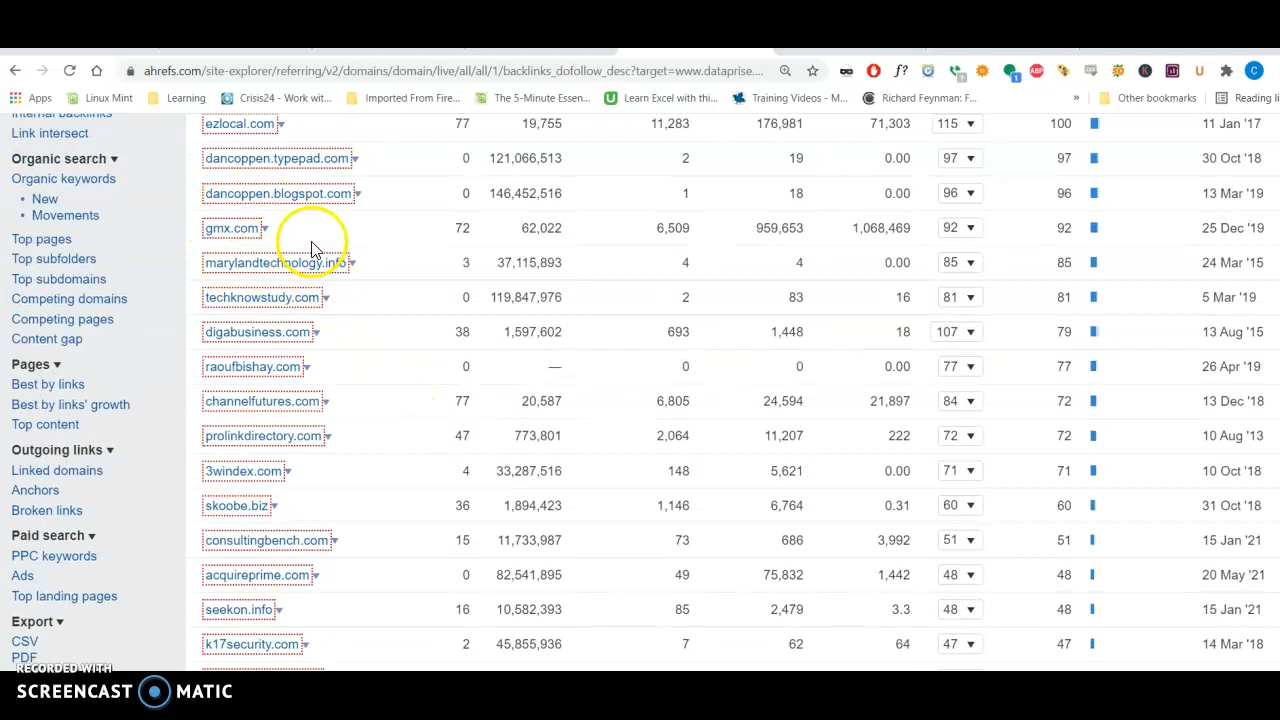 ahrefs.com/site-explorer/referring/v2/domains/domain/live/all/all/1/backlinks_dofollow_desc?target=www.dataprise....
Apps Linux Mint Learning Crisis24 - Work wit... Imported From Fire... The 5-Minute Essen... Learn Excel with thi... Training Videos - M... Richard Feynman: F... » Other bookmarks Reading li
Internal backlinks
Link intersect
Organic search
Organic keywords
New
Movements
Top pages
Top subfolders
Top subdomains
Competing domains
Competing pages
Content gap
Pages
Best by links
Best by links' growth
Top content
Outgoing links
Linked domains
Anchors
Broken links
Paid search
PPC keywords
Ads
Top landing pages
Export
CSV
PDF
ezlocal.com 77 19,755 11,283 176,981 71,303 115 100 11 Jan '17
dancoppen.typepad.com 0 121,066,513 2 19 0.00 97 97 30 Oct '18
dancoppen.blogspot.com 0 146,452,516 1 18 0.00 96 96 13 Mar '19
gmx.com 72 62,022 6,509 959,653 1,068,469 92 92 25 Dec '19
marylandtechnology.info 3 37,115,893 4 4 0.00 85 85 24 Mar '15
techknowstudy.com 0 119,847,976 2 83 16 81 81 5 Mar '19
digabusiness.com 38 1,597,602 693 1,448 18 107 79 13 Aug '15
raoufbishay.com 0 — 0 0 0.00 77 77 26 Apr '19
channelfutures.com 77 20,587 6,805 24,594 21,897 84 72 13 Dec '18
prolinkdirectory.com 47 773,801 2,064 11,207 222 72 72 10 Aug '13
3windex.com 4 33,287,516 148 5,621 0.00 71 71 10 Oct '18
skoobe.biz 36 1,894,423 1,146 6,764 0.31 60 60 31 Oct '18
consultingbench.com 15 11,733,987 73 686 3,992 51 51 15 Jan '21
acquireprime.com 0 82,541,895 49 75,832 1,442 48 48 20 May '21
seekon.info 16 10,582,393 85 2,479 3.3 48 48 15 Jan '21
k17security.com 2 45,855,936 7 62 64 47 47 14 Mar '18
RECORDED WITH
SCREENCAST MATIC